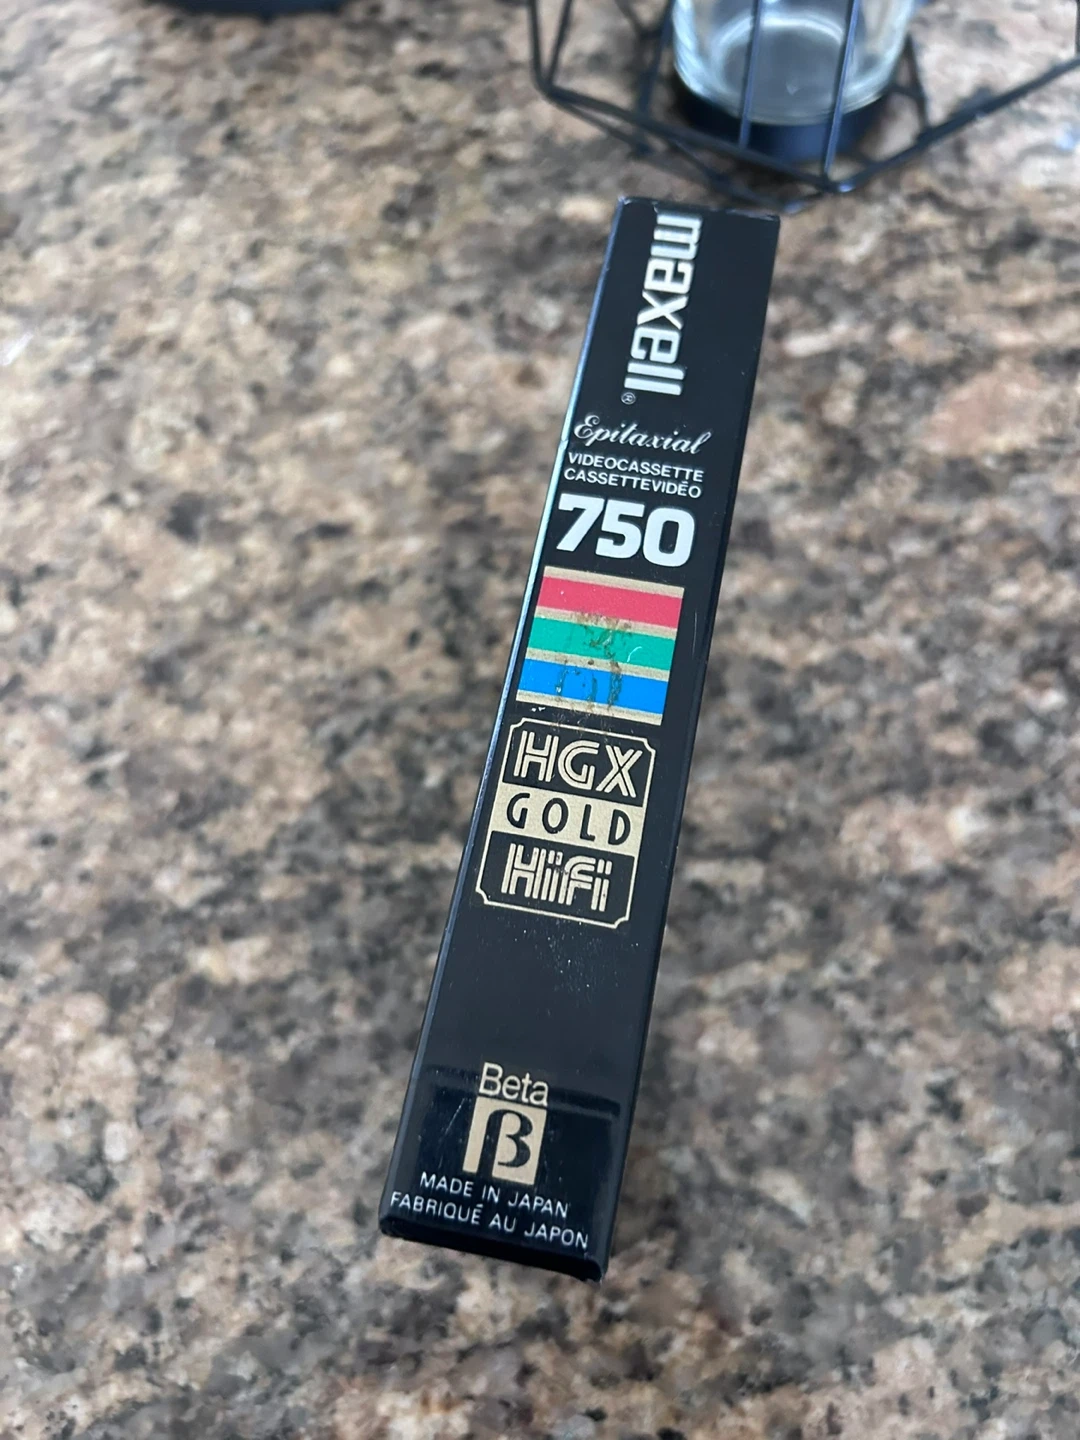 maxell®
Epitaxial
VIDEOCASSETTE
CASSETTEVIDÉO
750
HGX
GOLD
HiFi
Beta
β
MADE IN JAPAN
FABRIQUÉ AU JAPON